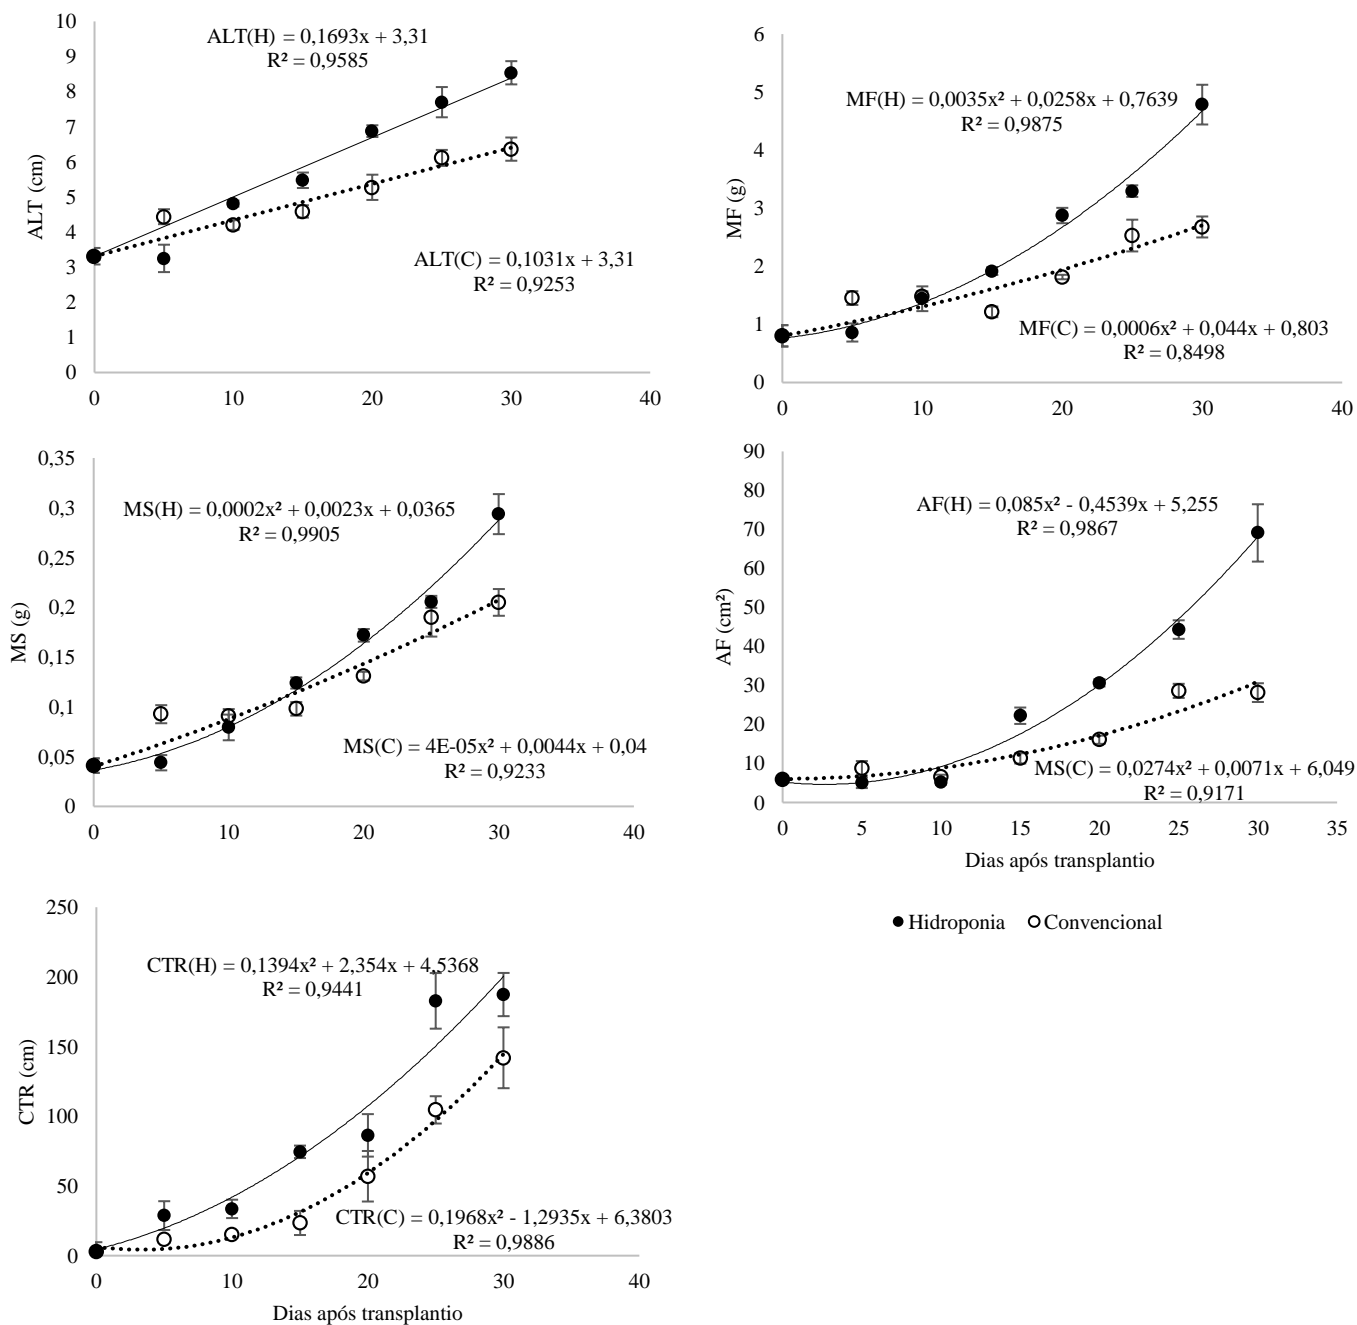 ALT(H) = 0,1693x + 3,31
R² = 0,9585
10
9
8
7
6
5
4
3
2
1
0
ALT (cm)
ALT(C) = 0,1031x + 3,31
R² = 0,9253
0 10 20 30 40
6
5
4
3
2
1
0
MF (g)
MF(H) = 0,0035x² + 0,0258x + 0,7639
R² = 0,9875
MF(C) = 0,0006x² + 0,044x + 0,803
R² = 0,8498
0 10 20 30 40
0,35
0,3
0,25
0,2
0,15
0,1
0,05
0
MS (g)
MS(H) = 0,0002x² + 0,0023x + 0,0365
R² = 0,9905
MS(C) = 4E-05x² + 0,0044x + 0,04
R² = 0,9233
0 10 20 30 40
90
80
70
60
50
40
30
20
10
0
AF (cm²)
AF(H) = 0,085x² - 0,4539x + 5,255
R² = 0,9867
MS(C) = 0,0274x² + 0,0071x + 6,049
R² = 0,9171
0 5 10 15 20 25 30 35
Dias após transplantio
Hidroponia Convencional
250
200
150
100
50
0
CTR (cm)
CTR(H) = 0,1394x² + 2,354x + 4,5368
R² = 0,9441
CTR(C) = 0,1968x² - 1,2935x + 6,3803
R² = 0,9886
0 10 20 30 40
Dias após transplantio